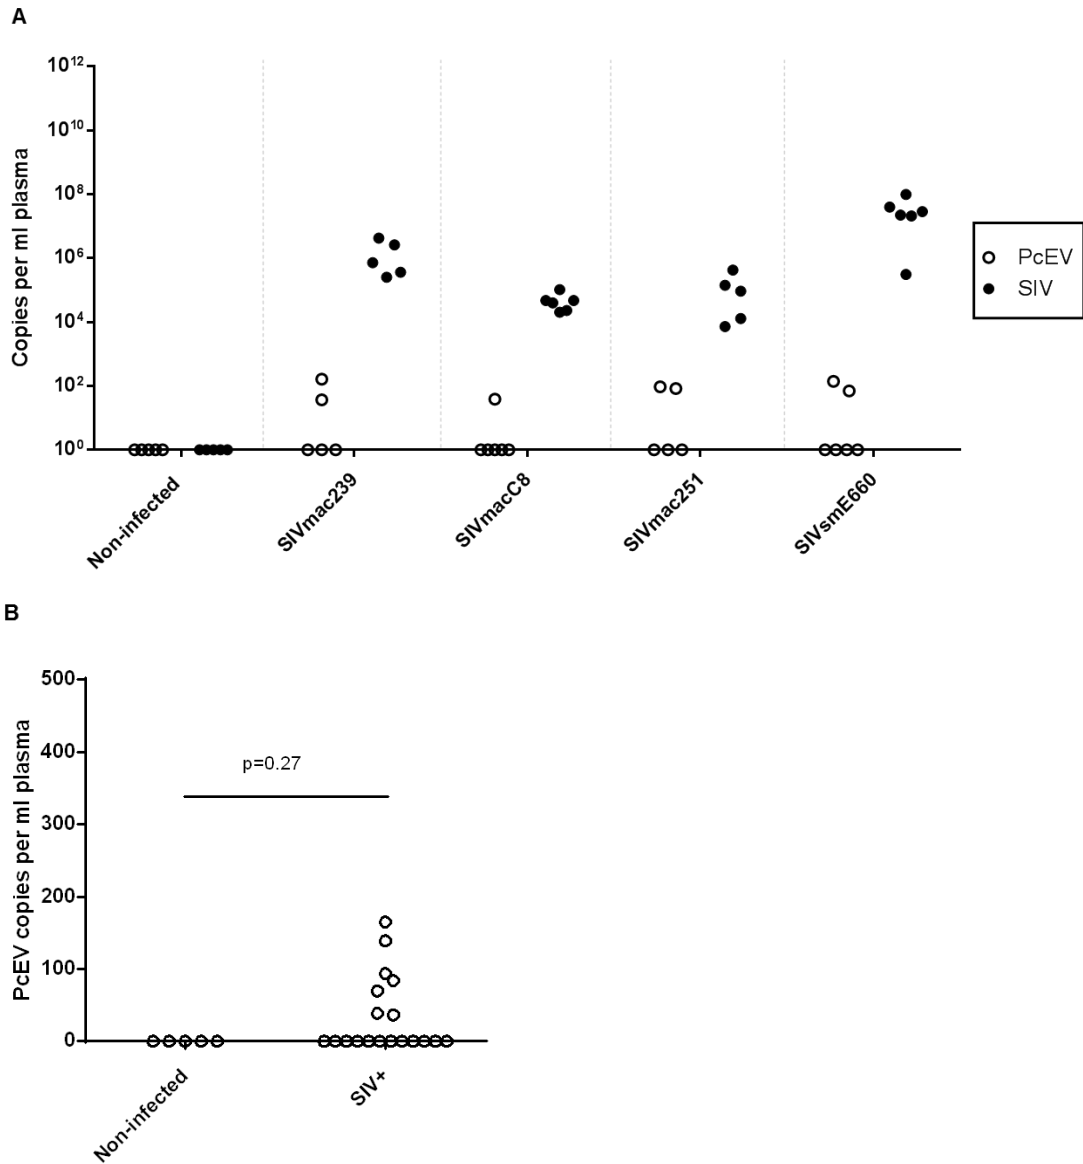 A
Copies per ml plasma
10¹²
10¹⁰
10⁸
10⁶
10⁴
10²
10⁰
PcEV
SIV
Non-infected
SIVmac239
SIVmacC8
SIVmac251
SIVsmE660
B
PcEV copies per ml plasma
500
400
300
200
100
0
p=0.27
Non-infected
SIV+